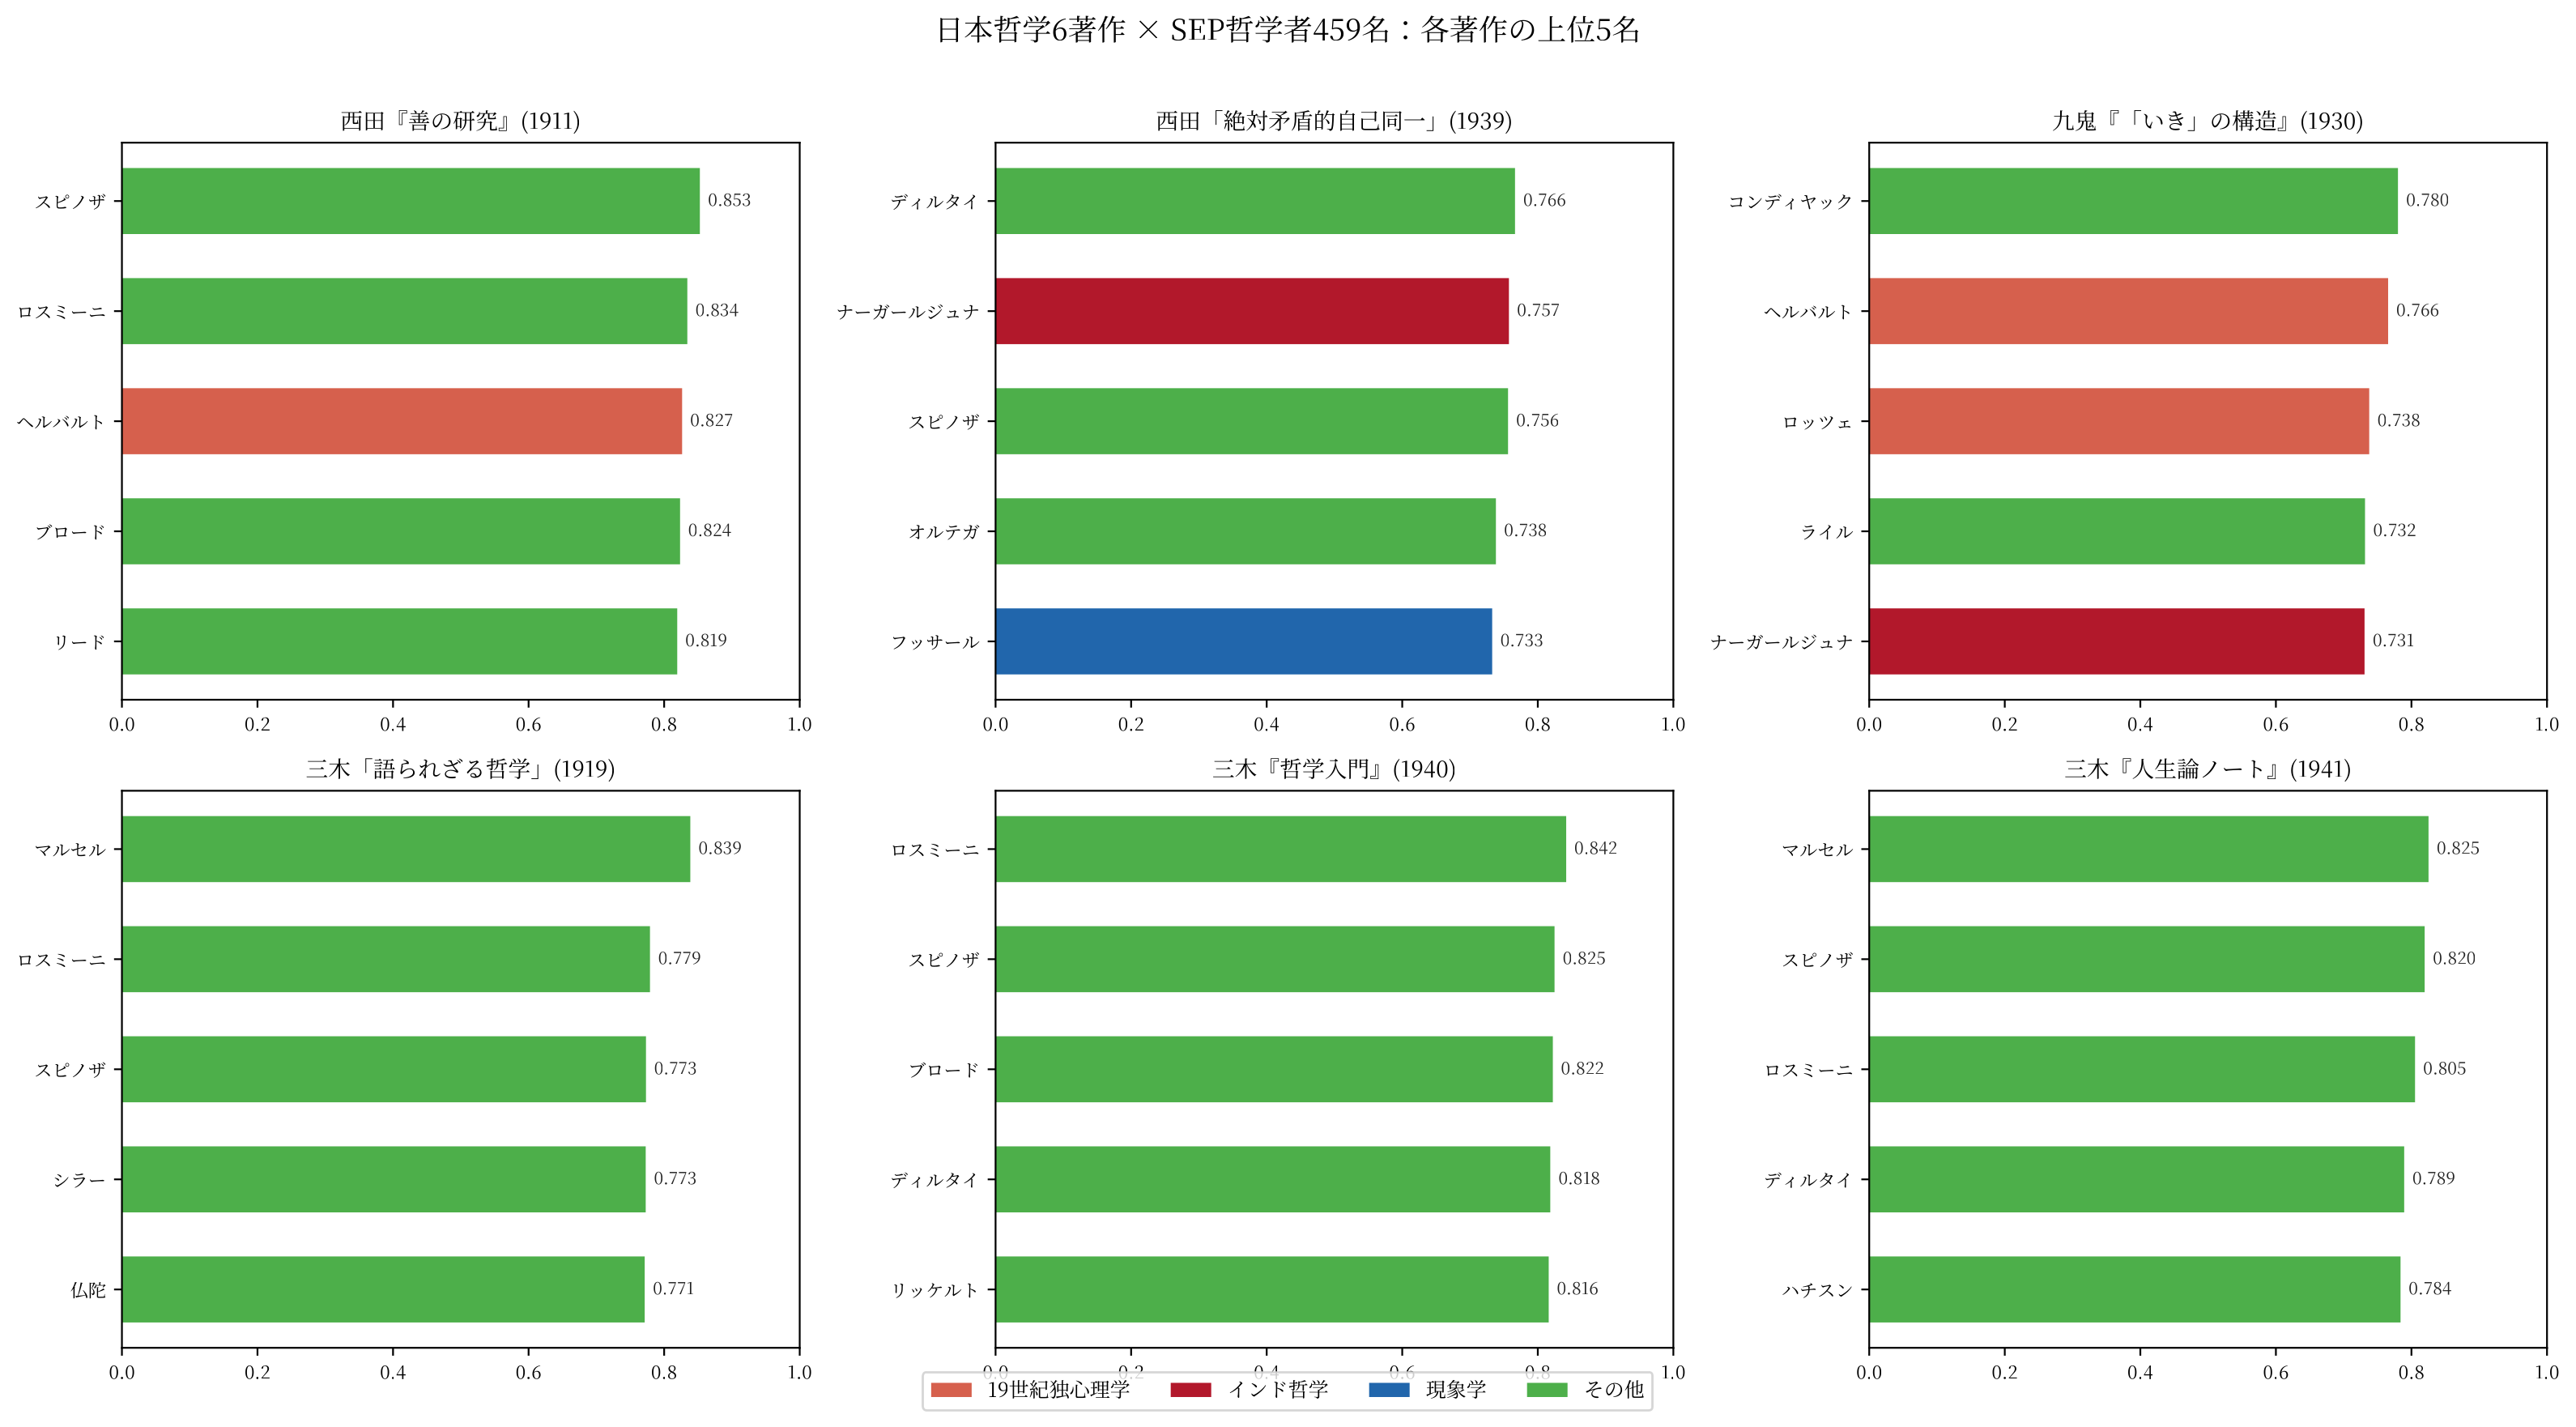 日本哲学6著作 × SEP哲学者459名：各著作の上位5名
西田『善の研究』(1911)
スピノザ 0.853
ロスミーニ 0.834
ヘルバルト 0.827
ブロード 0.824
リード 0.819
0.0 0.2 0.4 0.6 0.8 1.0
西田「絶対矛盾的自己同一」(1939)
ディルタイ 0.766
ナーガールジュナ 0.757
スピノザ 0.756
オルテガ 0.738
フッサール 0.733
0.0 0.2 0.4 0.6 0.8 1.0
九鬼『「いき」の構造』(1930)
コンディヤック 0.780
ヘルバルト 0.766
ロッツェ 0.738
ライル 0.732
ナーガールジュナ 0.731
0.0 0.2 0.4 0.6 0.8 1.0
三木「語られざる哲学」(1919)
マルセル 0.839
ロスミーニ 0.779
スピノザ 0.773
シラー 0.773
仏陀 0.771
0.0 0.2 0.4 0.6 0.8 1.0
三木『哲学入門』(1940)
ロスミーニ 0.842
スピノザ 0.825
ブロード 0.822
ディルタイ 0.818
リッケルト 0.816
0.0 0.2 0.4 0.6 0.8 1.0
三木『人生論ノート』(1941)
マルセル 0.825
スピノザ 0.820
ロスミーニ 0.805
ディルタイ 0.789
ハチスン 0.784
0.0 0.2 0.4 0.6 0.8 1.0
19世紀独心理学 インド哲学 現象学 その他